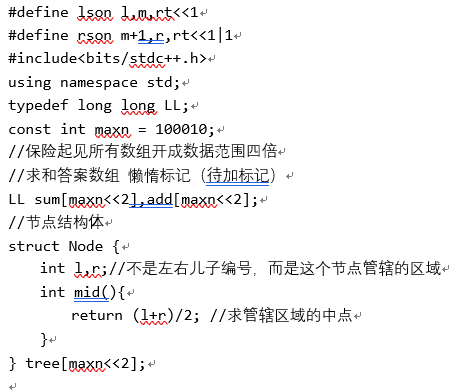 #define lson l,m,rt<<1
#define rson m+1,r,rt<<1|1
#include<bits/stdc++.h>
using namespace std;
typedef long long LL;
const int maxn = 100010;
//保险起见所有数组开成数据范围四倍
//求和答案数组 懒惰标记（待加标记）
LL sum[maxn<<2],add[maxn<<2];
//节点结构体
struct Node {
    int l,r;//不是左右儿子编号，而是这个节点管辖的区域
    int mid(){
        return (l+r)/2; //求管辖区域的中点
    }
} tree[maxn<<2];